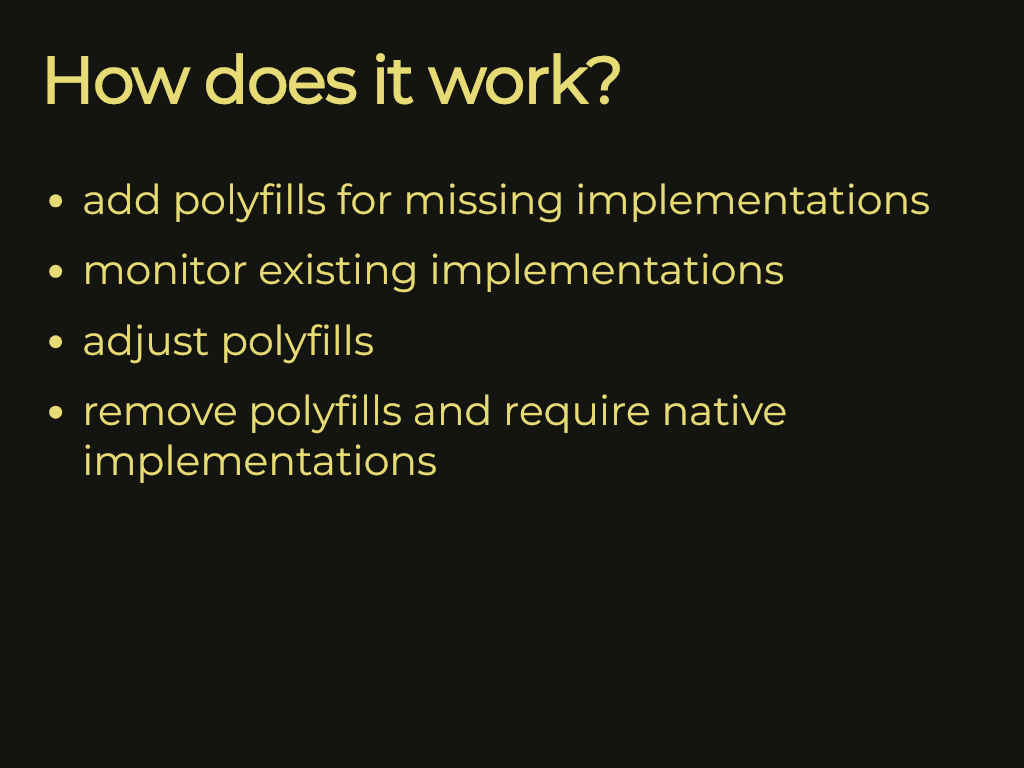 How does it work?
• add polyfills for missing implementations
• monitor existing implementations
• adjust polyfills
• remove polyfills and require native
implementations